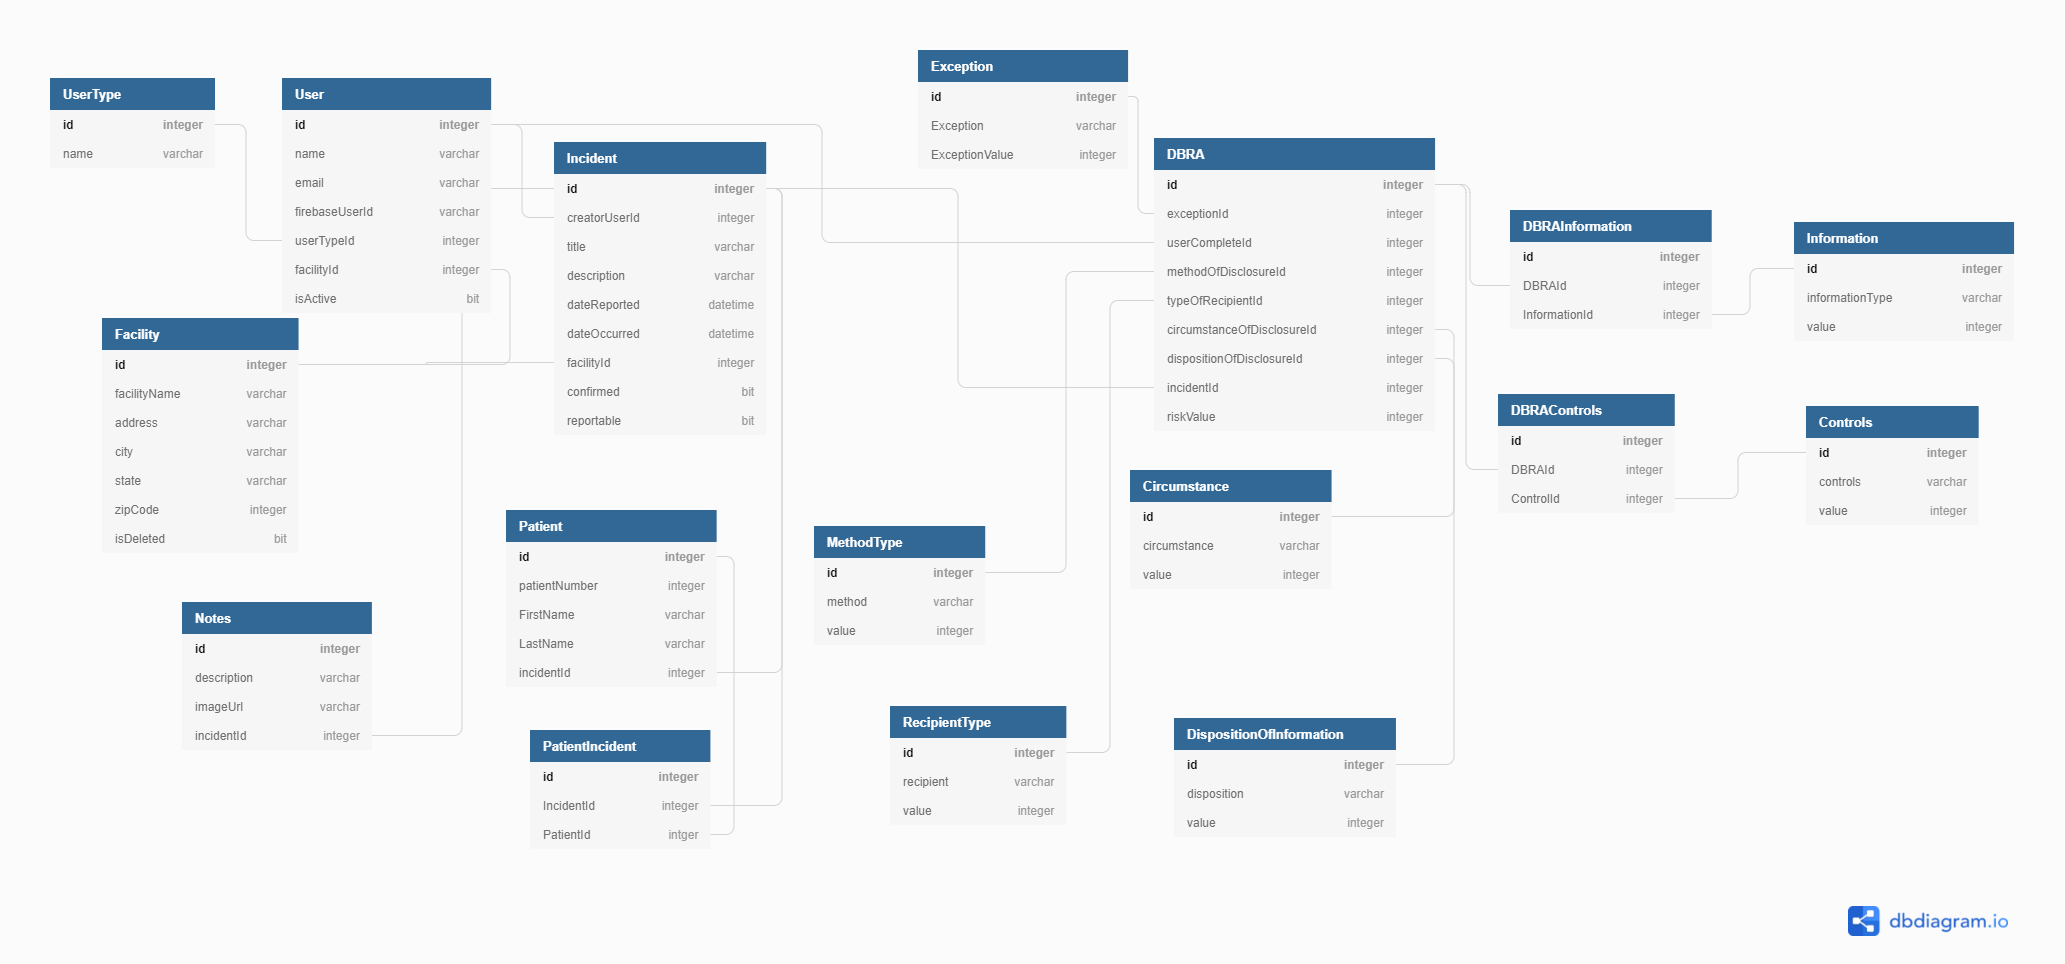 UserType
id integer
name varchar
User
id integer
name varchar
email varchar
firebaseUserId varchar
userTypeId integer
facilityId integer
isActive bit
Incident
id integer
creatorUserId integer
title varchar
description varchar
dateReported datetime
dateOccurred datetime
facilityId integer
confirmed bit
reportable bit
Exception
id integer
Exception varchar
ExceptionValue integer
DBRA
id integer
exceptionId integer
userCompleteId integer
methodOfDisclosureId integer
typeOfRecipientId integer
circumstanceOfDisclosureId integer
dispositionOfDisclosureId integer
incidentId integer
riskValue integer
DBRAInformation
id integer
DBRAId integer
InformationId integer
Information
id integer
informationType varchar
value integer
Facility
id integer
facilityName varchar
address varchar
city varchar
state varchar
zipCode integer
isDeleted bit
DBRAControls
id integer
DBRAId integer
ControlId integer
Controls
id integer
controls varchar
value integer
Patient
id integer
patientNumber integer
FirstName varchar
LastName varchar
incidentId integer
MethodType
id integer
method varchar
value integer
Circumstance
id integer
circumstance varchar
value integer
Notes
id integer
description varchar
imageUrl varchar
incidentId integer
PatientIncident
id integer
IncidentId integer
PatientId intger
RecipientType
id integer
recipient varchar
value integer
DispositionOfInformation
id integer
disposition varchar
value integer
dbdiagram.io